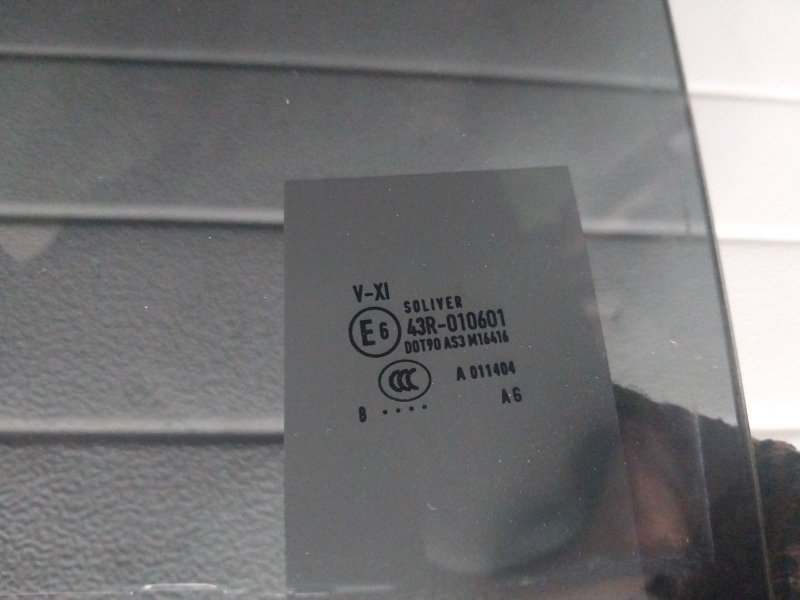 V-XI
SOLIVER
E6 43R-010601
DOT90 AS3 M16416
CCC A 011404
8 ···· AG